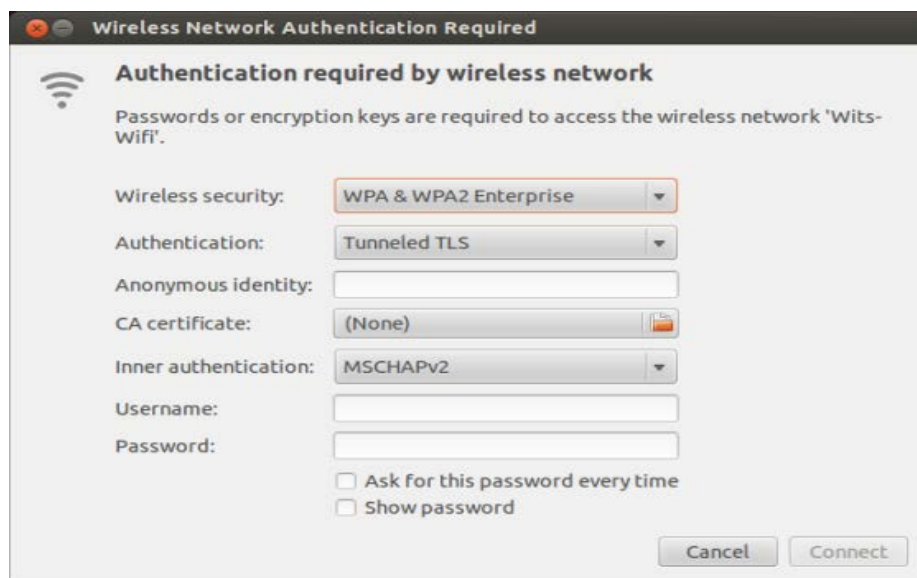 Wireless Network Authentication Required
Authentication required by wireless network
Passwords or encryption keys are required to access the wireless network 'Wits-
Wifi'.
Wireless security: WPA & WPA2 Enterprise
Authentication: Tunneled TLS
Anonymous identity:
CA certificate: (None)
Inner authentication: MSCHAPv2
Username:
Password:
Ask for this password every time
Show password
Cancel Connect